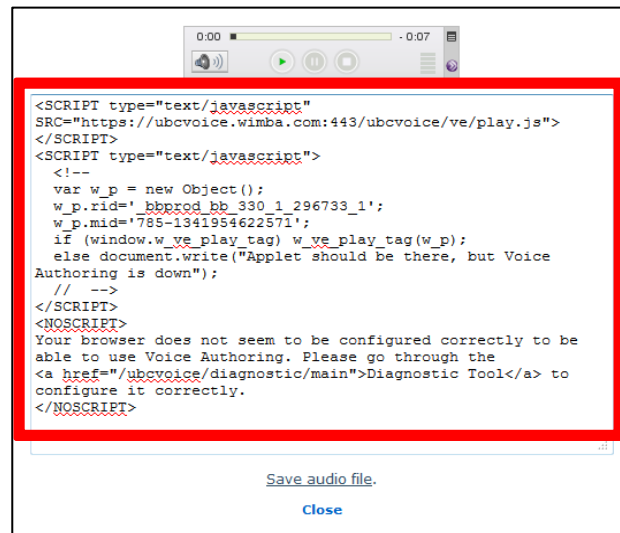 0:00 - 0:07
<SCRIPT type="text/javascript"
SRC="https://ubcvoice.wimba.com:443/ubcvoice/ve/play.js">
</SCRIPT>
<SCRIPT type="text/javascript">
<!--
var w_p = new Object();
w_p.rid='_bbprod_bb_330_1_296733_1';
w_p.mid='785-1341954622571';
if (window.w_ve_play_tag) w_ve_play_tag(w_p);
else document.write("Applet should be there, but Voice
Authoring is down");
// -->
</SCRIPT>
<NOSCRIPT>
Your browser does not seem to be configured correctly to be
able to use Voice Authoring. Please go through the
<a href="/ubcvoice/diagnostic/main">Diagnostic Tool</a> to
configure it correctly.
</NOSCRIPT>
Save audio file.
Close